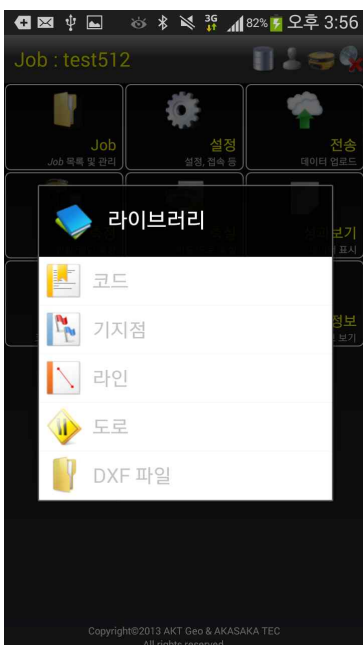 3G 82% 오후 3:56
Job : test512
Job 설정 전송
Job 목록 및 관리 설정, 접속 등 데이터 업로드
라이브러리
보기
표시
코드
기지점
라인
정보
보기
도로
DXF 파일
Copyright©2013 AKT Geo & AKASAKA TEC
All rights reserved